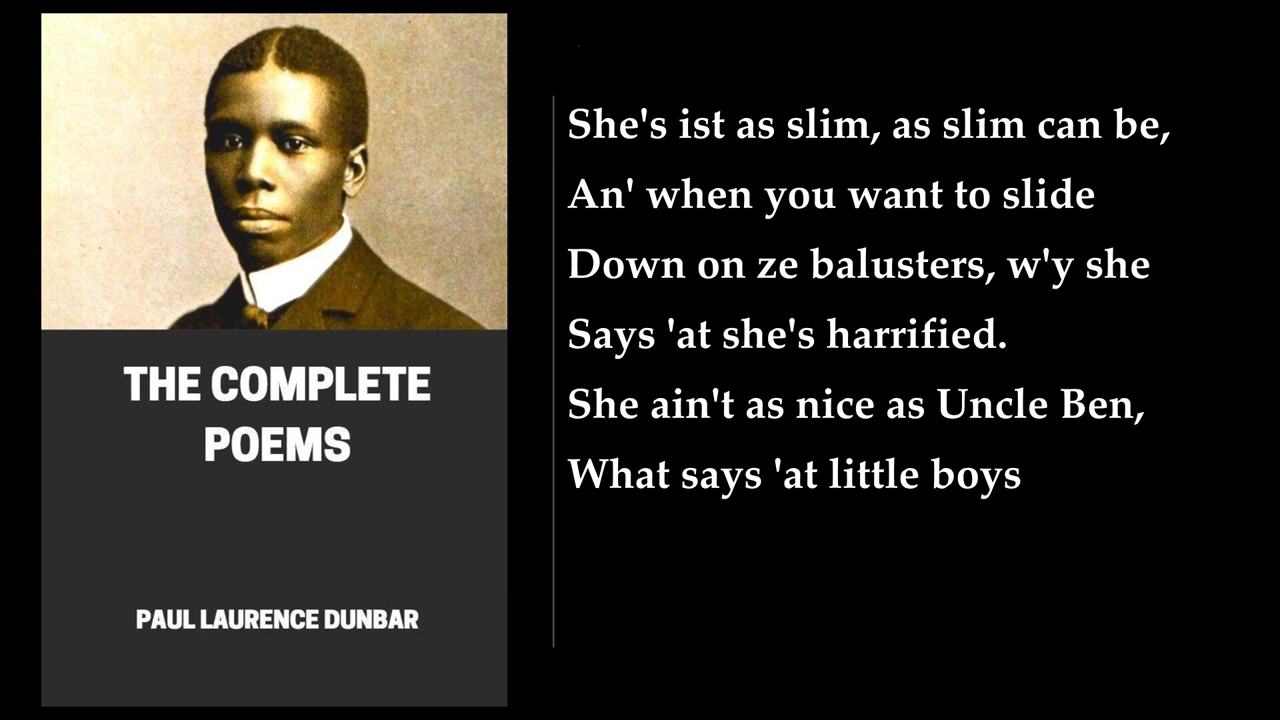 THE COMPLETE
POEMS
PAUL LAURENCE DUNBAR
She's ist as slim, as slim can be,
An' when you want to slide
Down on ze balusters, w'y she
Says 'at she's harrified.
She ain't as nice as Uncle Ben,
What says 'at little boys